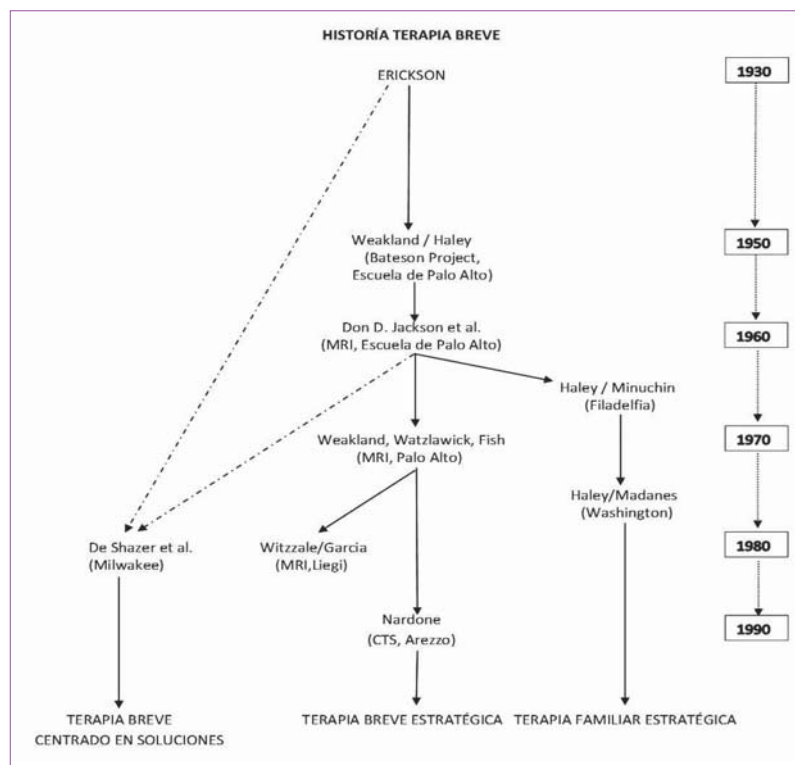 HISTORÍA TERAPIA BREVE
ERICKSON
1930
Weakland / Haley
(Bateson Project,
Escuela de Palo Alto)
1950
Don D. Jackson et al.
(MRI, Escuela de Palo Alto)
1960
Haley / Minuchin
(Filadelfia)
Weakland, Watzlawick, Fish
(MRI, Palo Alto)
1970
Haley/Madanes
(Washington)
De Shazer et al.
(Milwakee)
Witzzale/Garcia
(MRI,Liegi)
1980
Nardone
(CTS, Arezzo)
1990
TERAPIA BREVE
CENTRADO EN SOLUCIONES
TERAPIA BREVE ESTRATÉGICA
TERAPIA FAMILIAR ESTRATÉGICA